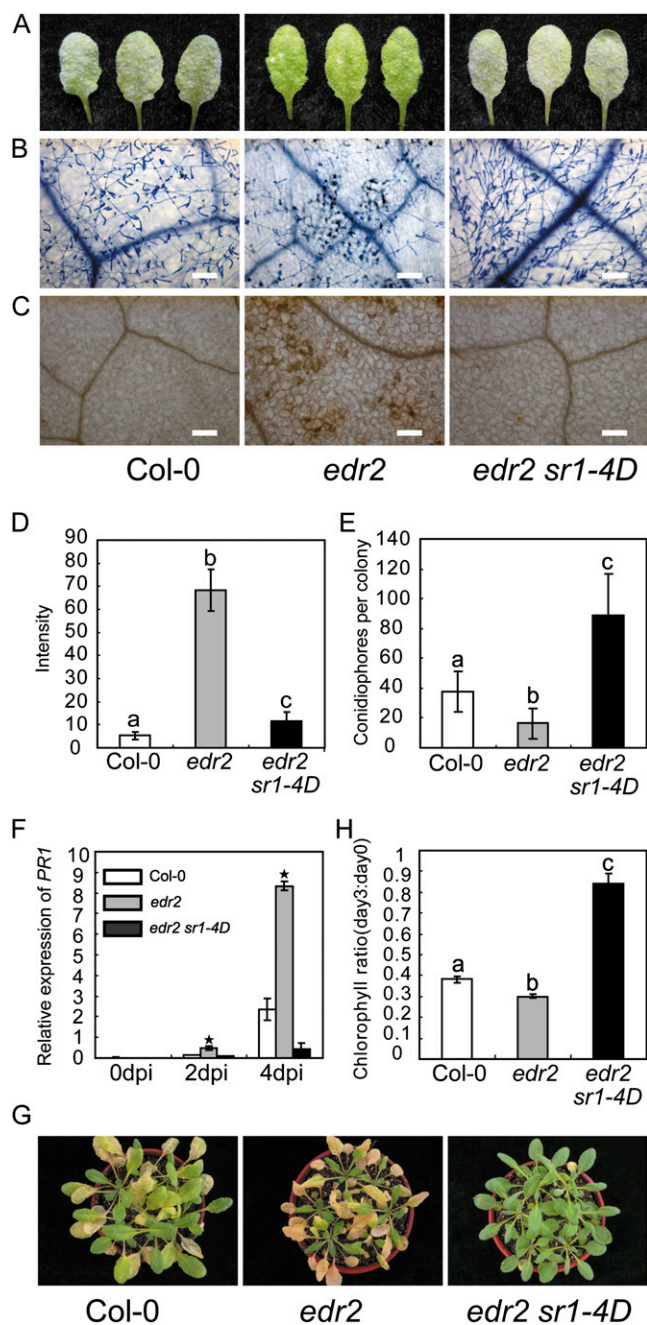 A
B
C
Col-0 edr2 edr2 sr1-4D
D
Intensity
90
80
70
60
50
40
30
20
10
0
a
b
c
Col-0 edr2 edr2
sr1-4D
E
Conidiophores per colony
140
120
100
80
60
40
20
0
a
b
c
Col-0 edr2 edr2
sr1-4D
F
Relative expression of PR1
10
9
8
7
6
5
4
3
2
1
0
Col-0
edr2
edr2 sr1-4D
★
★
0dpi 2dpi 4dpi
H
Chlorophyll ratio(day3:day0)
1
0.9
0.8
0.7
0.6
0.5
0.4
0.3
0.2
0.1
0
a
b
c
Col-0 edr2 edr2
sr1-4D
G
Col-0 edr2 edr2 sr1-4D